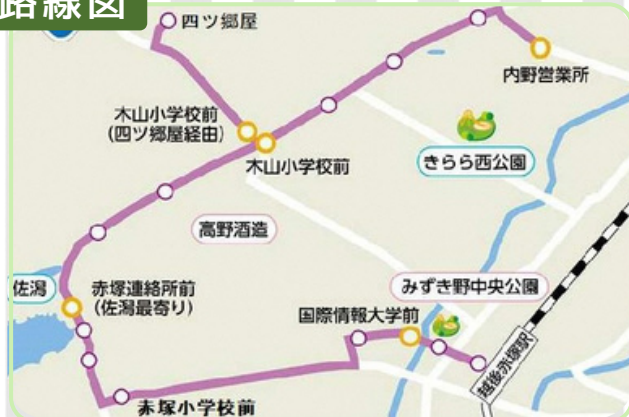 路線図
四ツ郷屋
内野営業所
木山小学校前
(四ツ郷屋経由)
木山小学校前
きらら西公園
高野酒造
佐潟
赤塚連絡所前
(佐潟最寄り)
みずき野中央公園
国際情報大学前
越後赤塚駅
赤塚小学校前